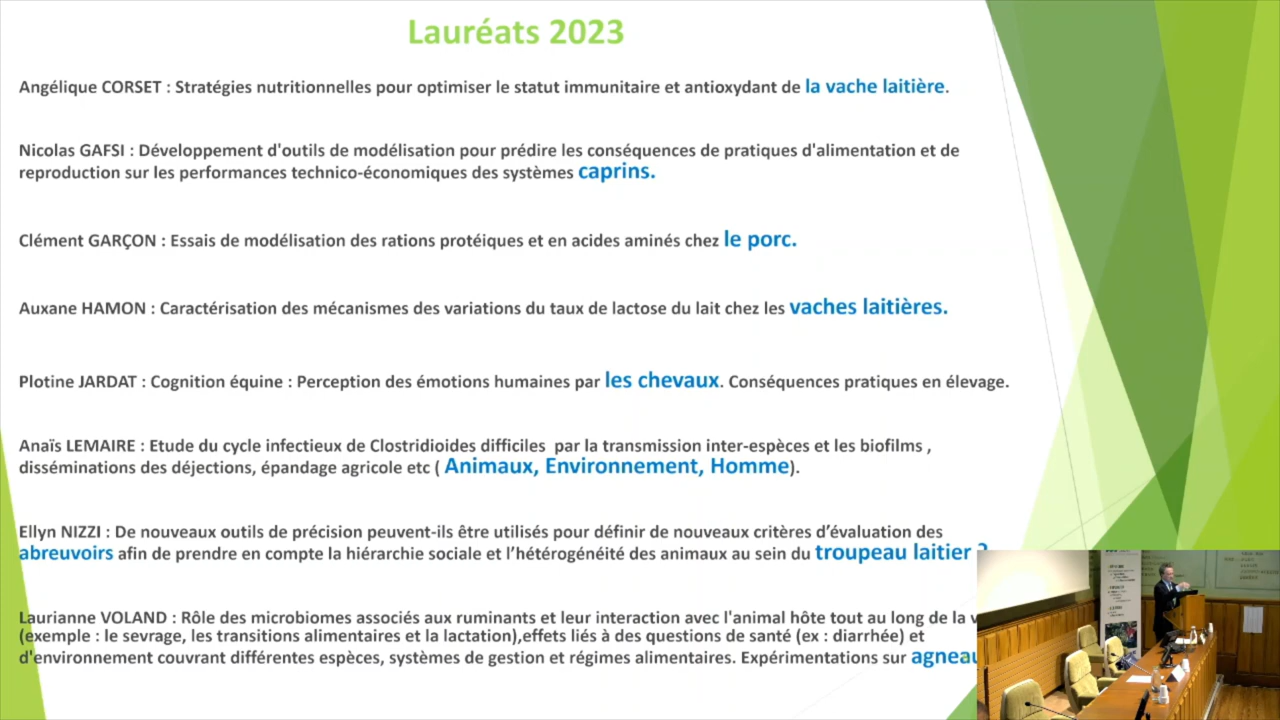 Lauréats 2023
Angélique CORSET : Stratégies nutritionnelles pour optimiser le statut immunitaire et antioxydant de la vache laitière.
Nicolas GAFSI : Développement d'outils de modélisation pour prédire les conséquences de pratiques d'alimentation et de
reproduction sur les performances technico-économiques des systèmes caprins.
Clément GARÇON : Essais de modélisation des rations protéiques et en acides aminés chez le porc.
Auxane HAMON : Caractérisation des mécanismes des variations du taux de lactose du lait chez les vaches laitières.
Plotine JARDAT : Cognition équine : Perception des émotions humaines par les chevaux. Conséquences pratiques en élevage.
Anaïs LEMAIRE : Etude du cycle infectieux de Clostridioides difficiles par la transmission inter-espèces et les biofilms ,
disséminations des déjections, épandage agricole etc ( Animaux, Environnement, Homme).
Ellyn NIZZI : De nouveaux outils de précision peuvent-ils être utilisés pour définir de nouveaux critères d’évaluation des
abreuvoirs afin de prendre en compte la hiérarchie sociale et l’hétérogénéité des animaux au sein du troupeau laitier ?
Laurianne VOLAND : Rôle des microbiomes associés aux ruminants et leur interaction avec l'animal hôte tout au long de la
(exemple : le sevrage, les transitions alimentaires et la lactation),effets liés à des questions de santé (ex : diarrhée) et
d'environnement couvrant différentes espèces, systèmes de gestion et régimes alimentaires. Expérimentations sur agneau